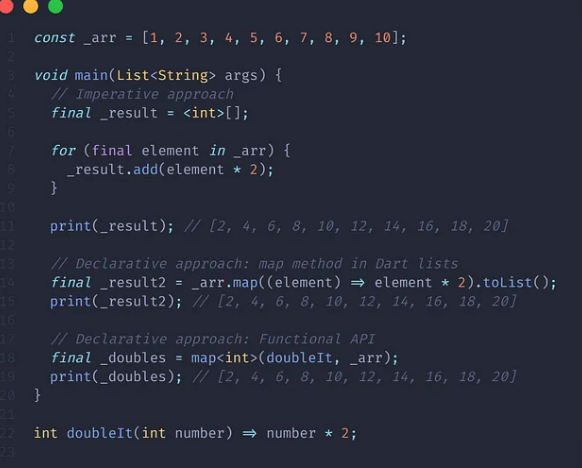 1 const _arr = [1, 2, 3, 4, 5, 6, 7, 8, 9, 10];
2
3 void main(List<String> args) {
4   // Imperative approach
5   final _result = <int>[];
6
7   for (final element in _arr) {
8     _result.add(element * 2);
9   }
10
11   print(_result); // [2, 4, 6, 8, 10, 12, 14, 16, 18, 20]
12
13   // Declarative approach: map method in Dart lists
14   final _result2 = _arr.map((element) => element * 2).toList();
15   print(_result2); // [2, 4, 6, 8, 10, 12, 14, 16, 18, 20]
16
17   // Declarative approach: Functional API
18   final _doubles = map<int>(doubleIt, _arr);
19   print(_doubles); // [2, 4, 6, 8, 10, 12, 14, 16, 18, 20]
20 }
21
22 int doubleIt(int number) => number * 2;
23